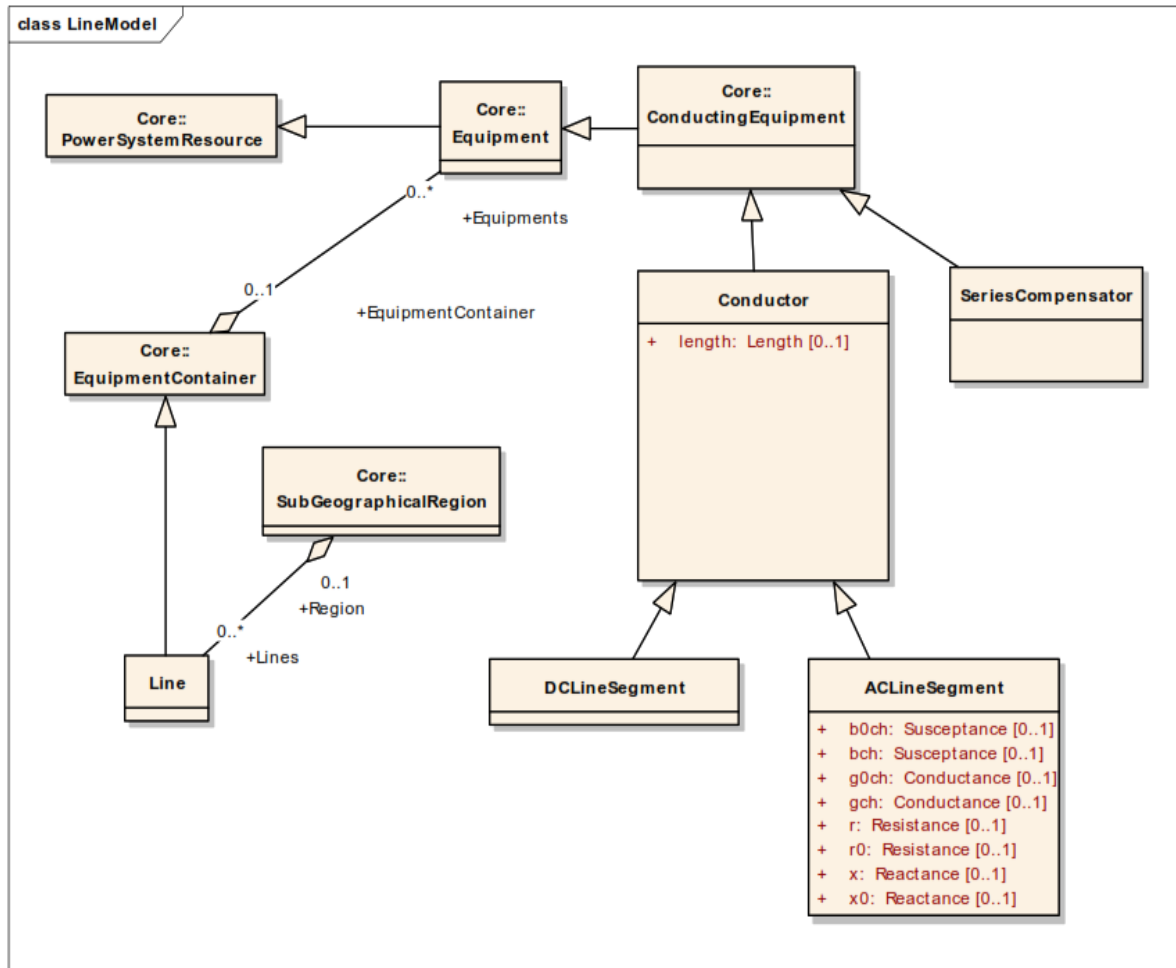 class LineModel
Core::
PowerSystemResource
Core::
Equipment
Core::
ConductingEquipment
0..*
+Equipments
0..1
+EquipmentContainer
Core::
EquipmentContainer
Conductor
+ length: Length [0..1]
SeriesCompensator
Core::
SubGeographicalRegion
0..1
+Region
0..*
+Lines
Line
DCLineSegment
ACLineSegment
+ b0ch: Susceptance [0..1]
+ bch: Susceptance [0..1]
+ g0ch: Conductance [0..1]
+ gch: Conductance [0..1]
+ r: Resistance [0..1]
+ r0: Resistance [0..1]
+ x: Reactance [0..1]
+ x0: Reactance [0..1]